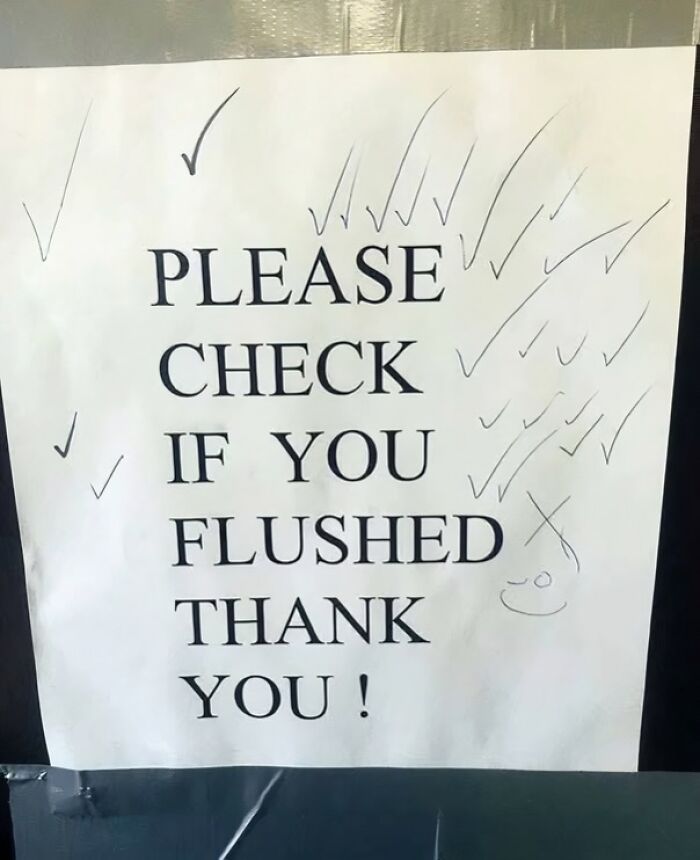 PLEASE
CHECK
IF YOU
FLUSHED
THANK
YOU !